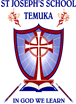 ST JOSEPH'S SCHOOL
TEMUKA
IN GOD WE LEARN